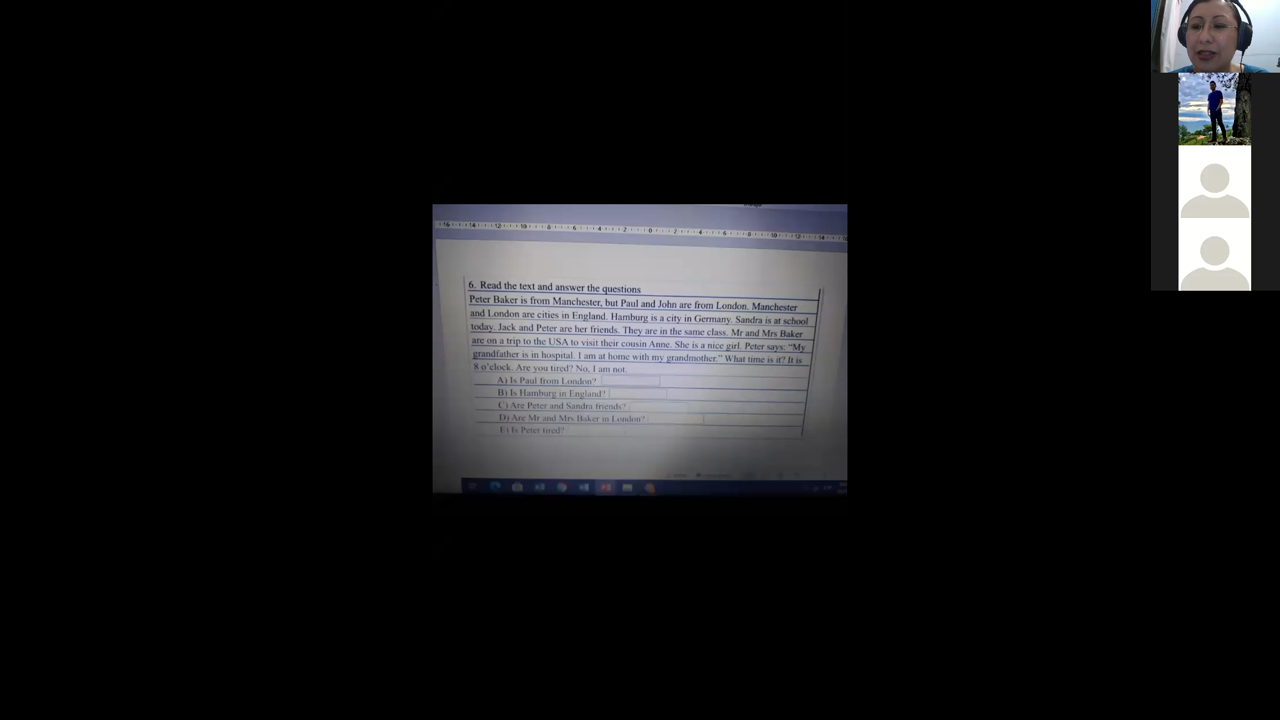 6. Read the text and answer the questions
Peter Baker is from Manchester, but Paul and John are from London. Manchester
and London are cities in England. Hamburg is a city in Germany. Sandra is at school
today. Jack and Peter are her friends. They are in the same class. Mr and Mrs Baker
are on a trip to the USA to visit their cousin Anne. She is a nice girl. Peter says: “My
grandfather is in hospital. I am at home with my grandmother.” What time is it? It is
8 o’clock. Are you tired? No, I am not.
A) Is Paul from London?
B) Is Hamburg in England?
C) Are Peter and Sandra friends?
D) Are Mr and Mrs Baker in London?
E) Is Peter tired?